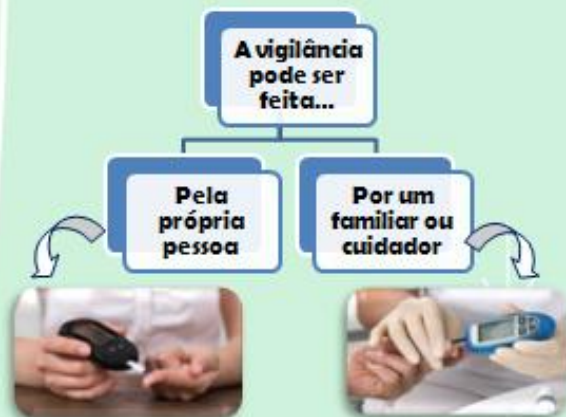 A vigilância
pode ser
feita...
Pela
própria
pessoa
Por um
familiar ou
cuidador